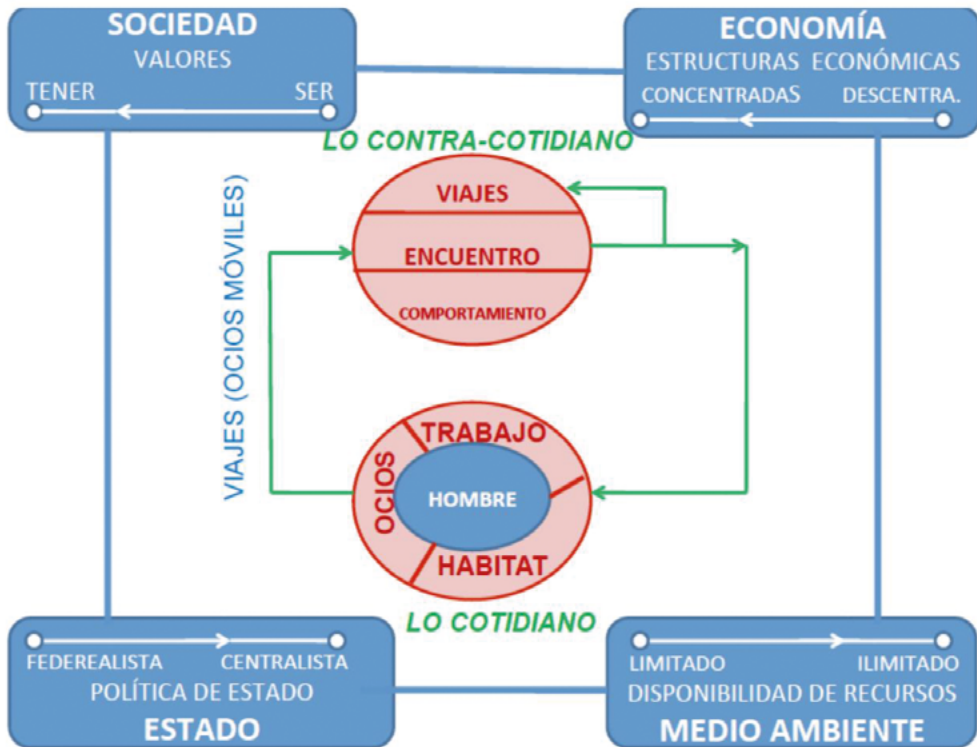 SOCIEDAD
VALORES
TENER SER
ECONOMÍA
ESTRUCTURAS ECONÓMICAS
CONCENTRADAS DESCENTRA.
LO CONTRA-COTIDIANO
VIAJES
ENCUENTRO
COMPORTAMIENTO
VIAJES (OCIOS MÓVILES)
TRABAJO
OCIOS
HOMBRE
HABITAT
LO COTIDIANO
FEDEREALISTA CENTRALISTA
POLÍTICA DE ESTADO
ESTADO
LIMITADO ILIMITADO
DISPONIBILIDAD DE RECURSOS
MEDIO AMBIENTE